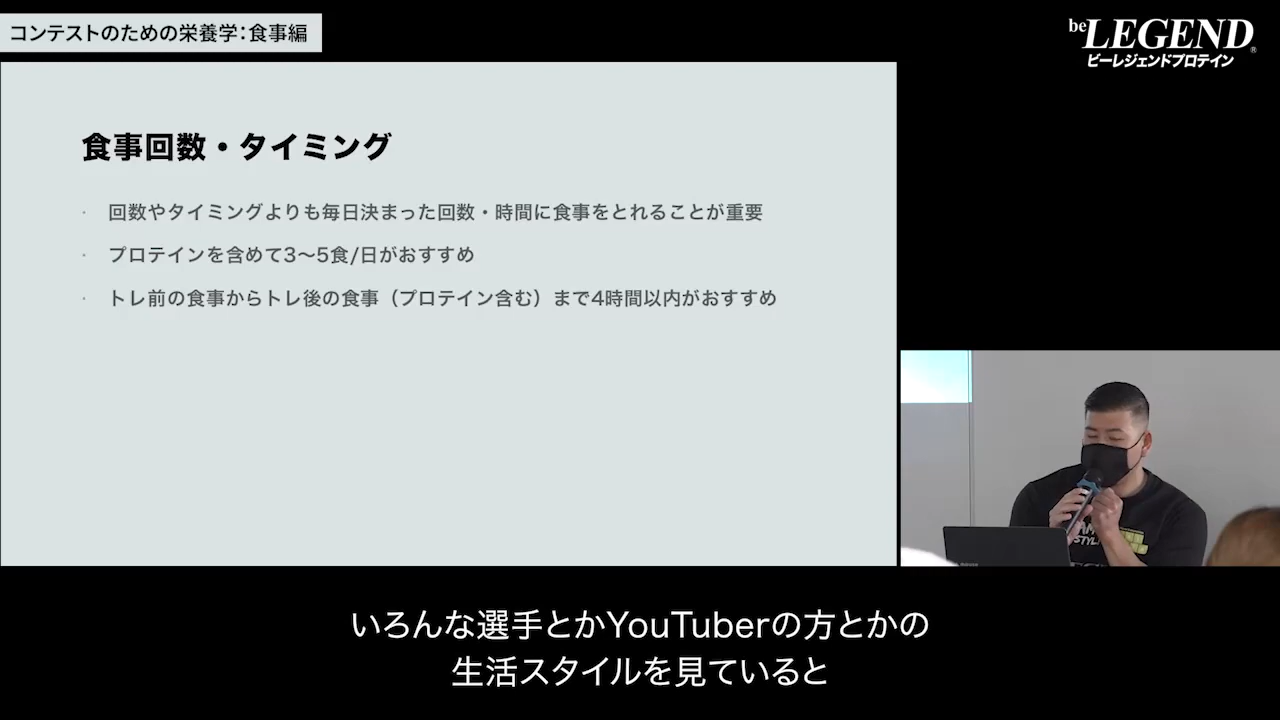 コンテストのための栄養学：食事編
be LEGEND®
ビーレジェンドプロテイン
食事回数・タイミング
・ 回数やタイミングよりも毎日決まった回数・時間に食事をとれることが重要
・ プロテインを含めて3〜5食/日がおすすめ
・ トレ前の食事からトレ後の食事（プロテイン含む）まで4時間以内がおすすめ
いろんな選手とかYouTuberの方とかの
生活スタイルを見ていると